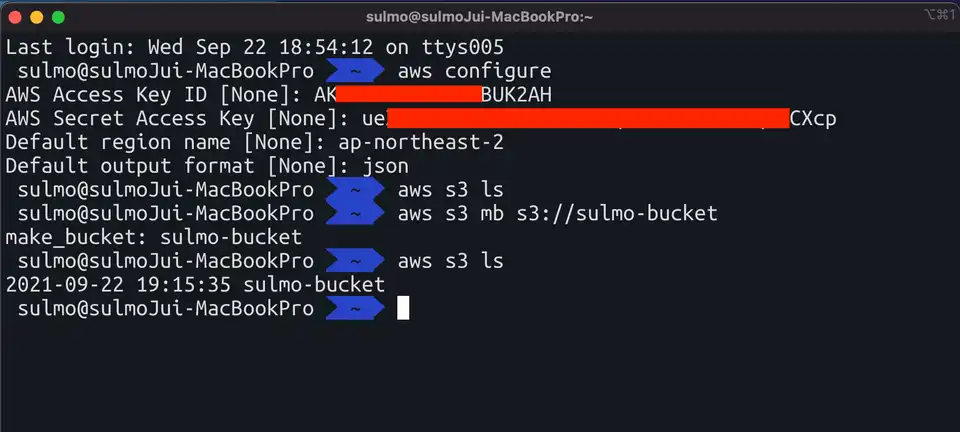 sulmo@sulmoJui-MacBookPro:~
⌥⌘1
Last login: Wed Sep 22 18:54:12 on ttys005
sulmo@sulmoJui-MacBookPro ~ aws configure
AWS Access Key ID [None]: AK BUK2AH
AWS Secret Access Key [None]: ue CXcp
Default region name [None]: ap-northeast-2
Default output format [None]: json
sulmo@sulmoJui-MacBookPro ~ aws s3 ls
sulmo@sulmoJui-MacBookPro ~ aws s3 mb s3://sulmo-bucket
make_bucket: sulmo-bucket
sulmo@sulmoJui-MacBookPro ~ aws s3 ls
2021-09-22 19:15:35 sulmo-bucket
sulmo@sulmoJui-MacBookPro ~